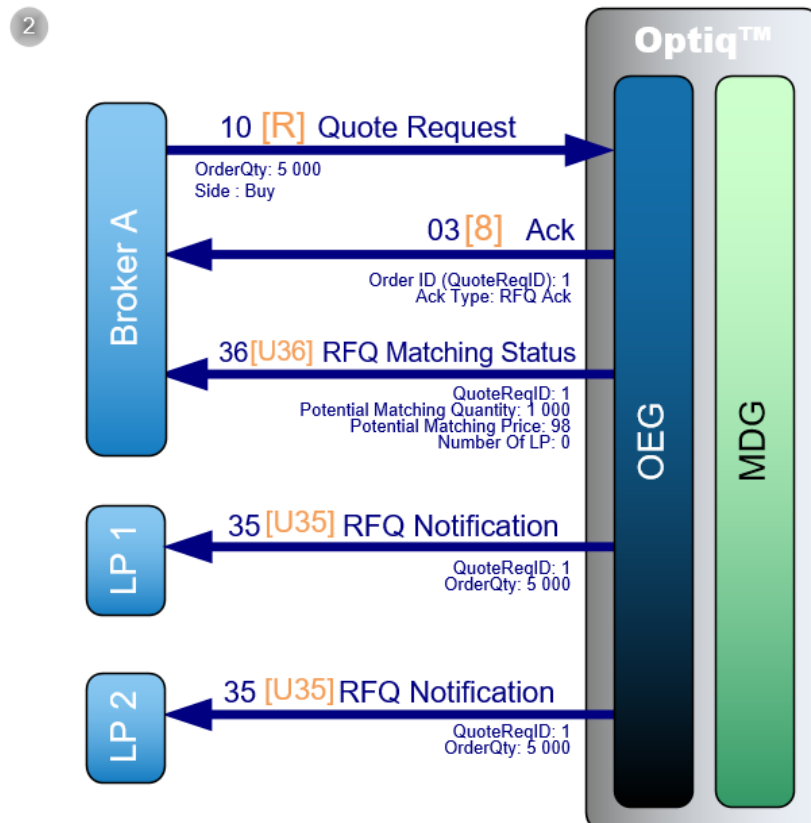 2
Optiq™
Broker A
10 [R] Quote Request
OrderQty: 5 000
Side : Buy
03 [8] Ack
Order ID (QuoteReqID): 1
Ack Type: RFQ Ack
36 [U36] RFQ Matching Status
QuoteReqID: 1
Potential Matching Quantity: 1 000
Potential Matching Price: 98
Number Of LP: 0
OEG
MDG
LP 1
35 [U35] RFQ Notification
QuoteReqID: 1
OrderQty: 5 000
LP 2
35 [U35] RFQ Notification
QuoteReqID: 1
OrderQty: 5 000